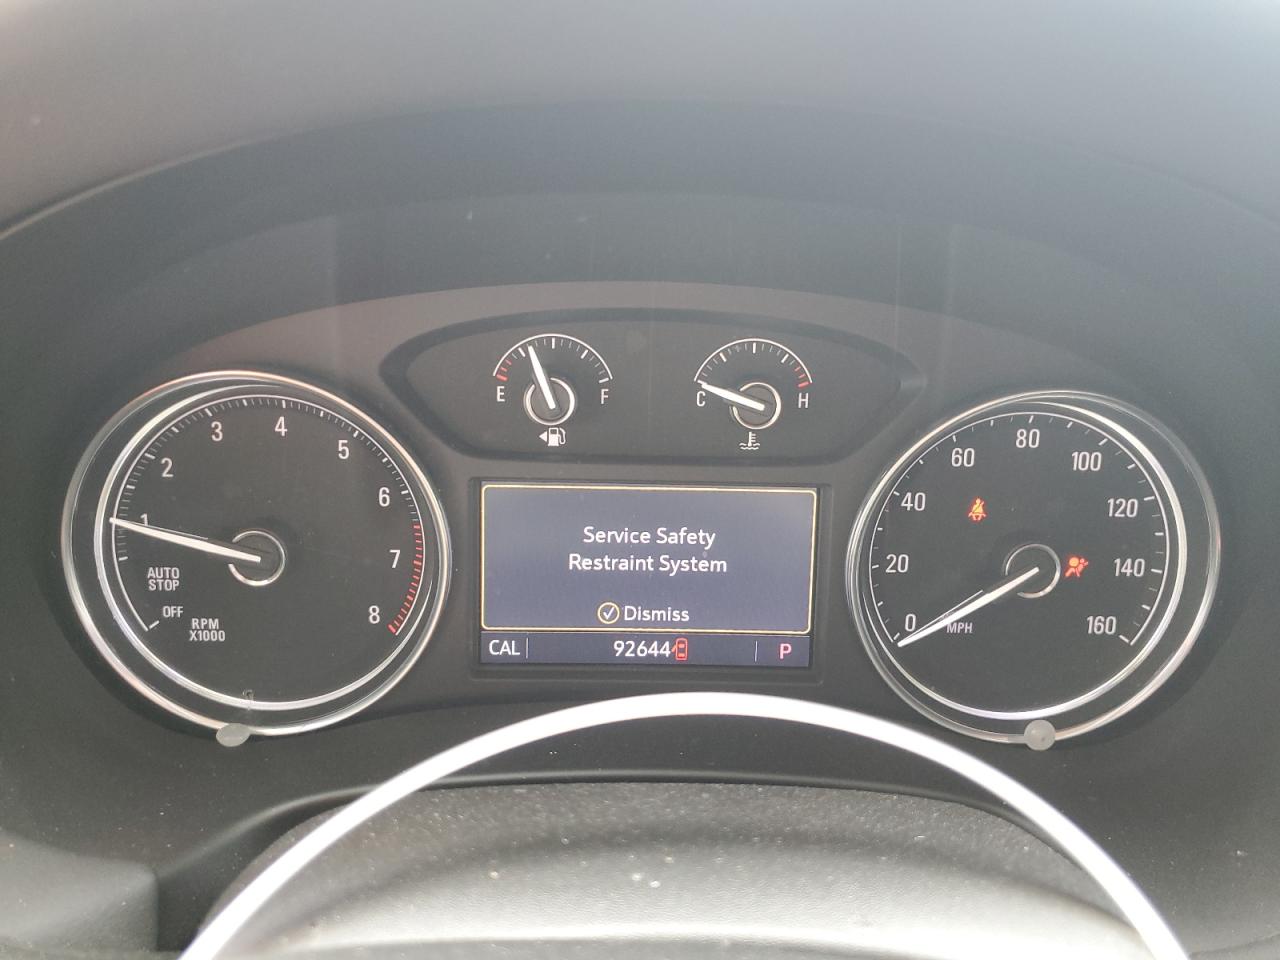 E
F
C
H
1
2
3
4
5
6
7
8
AUTO
STOP
OFF
RPM
X1000
Service Safety
Restraint System
Dismiss
CAL
92644
P
0
20
40
60
80
100
120
140
160
MPH